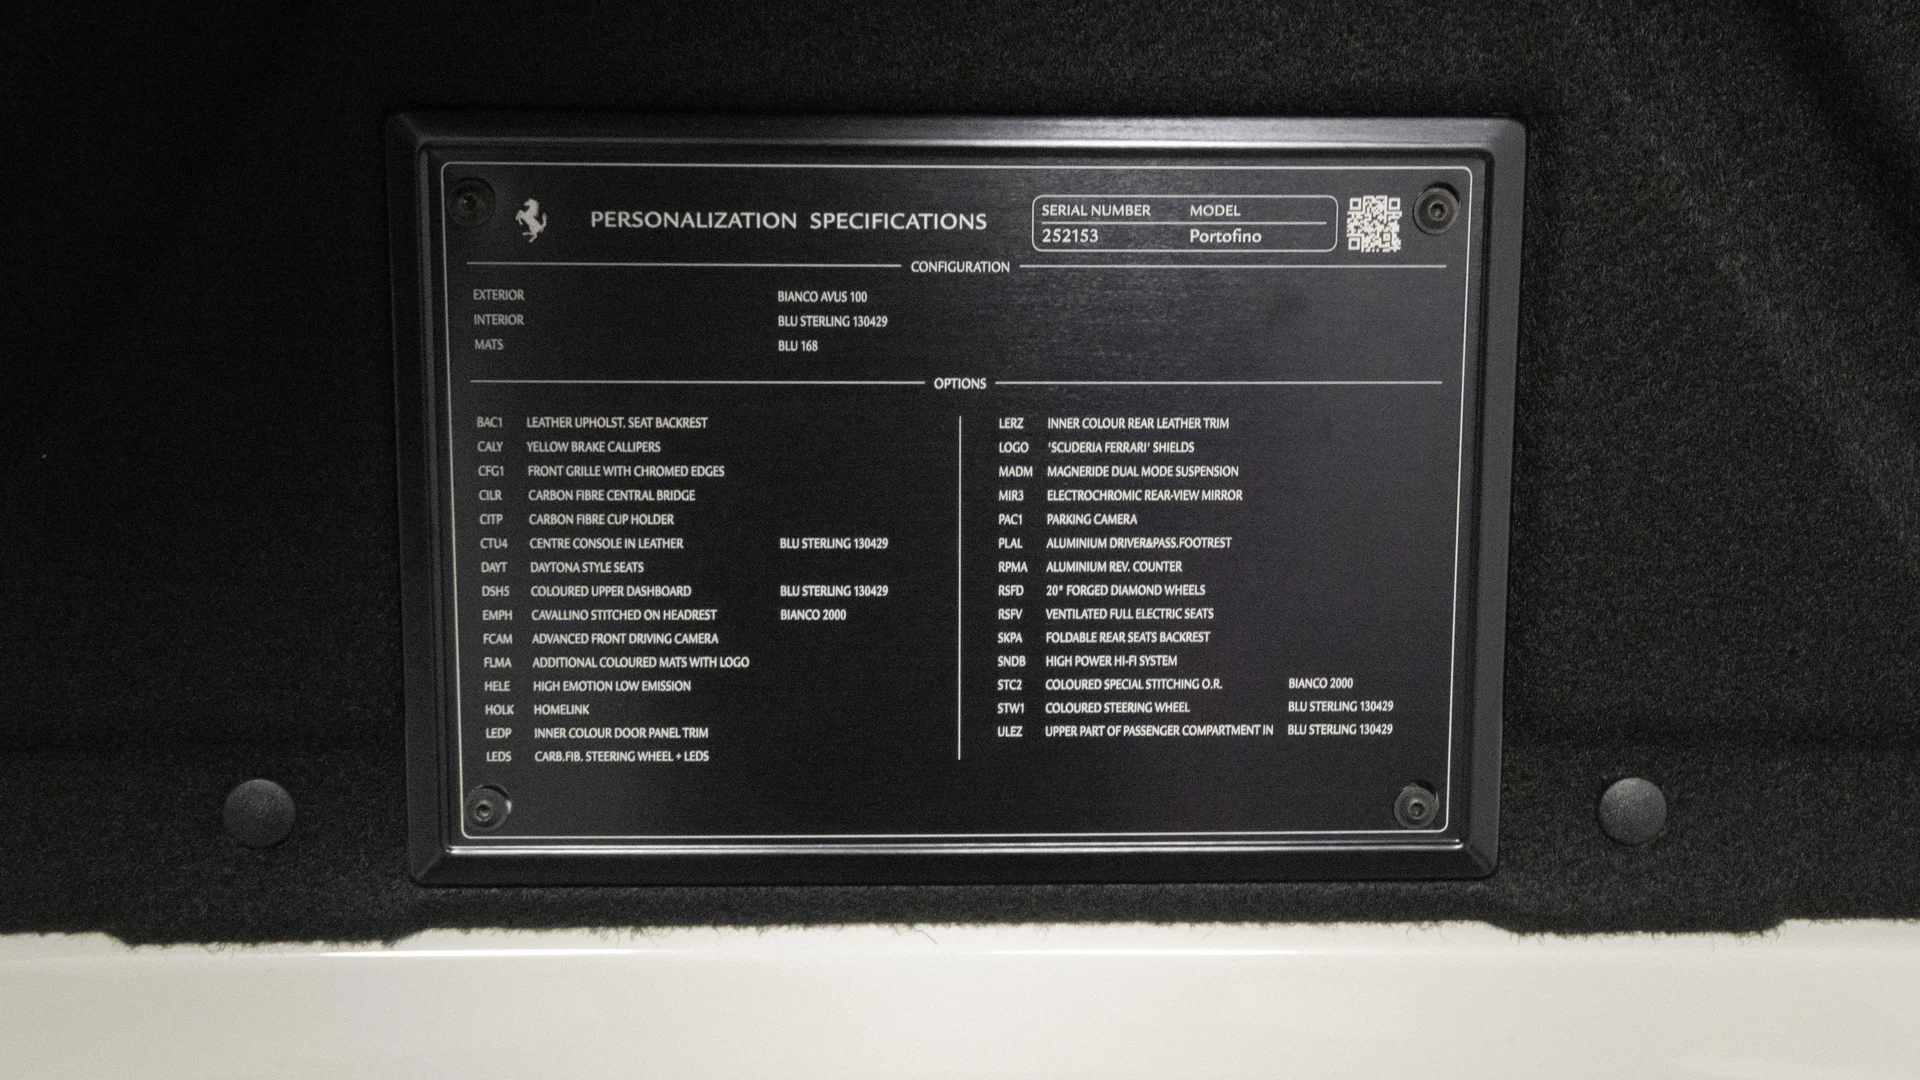 PERSONALIZATION SPECIFICATIONS
SERIAL NUMBER MODEL
252153 Portofino
CONFIGURATION
EXTERIOR BIANCO AVUS 100
INTERIOR BLU STERLING 130429
MATS BLU 168
OPTIONS
BAC1 LEATHER UPHOLST. SEAT BACKREST
CALY YELLOW BRAKE CALLIPERS
CFG1 FRONT GRILLE WITH CHROMED EDGES
CILR CARBON FIBRE CENTRAL BRIDGE
CITP CARBON FIBRE CUP HOLDER
CTU4 CENTRE CONSOLE IN LEATHER BLU STERLING 130429
DAYT DAYTONA STYLE SEATS
DSH5 COLOURED UPPER DASHBOARD BLU STERLING 130429
EMPH CAVALLINO STITCHED ON HEADREST BIANCO 2000
FCAM ADVANCED FRONT DRIVING CAMERA
FLMA ADDITIONAL COLOURED MATS WITH LOGO
HELE HIGH EMOTION LOW EMISSION
HOLK HOMELINK
LEDP INNER COLOUR DOOR PANEL TRIM
LEDS CARB.FIB. STEERING WHEEL + LEDS
LERZ INNER COLOUR REAR LEATHER TRIM
LOGO 'SCUDERIA FERRARI' SHIELDS
MADM MAGNERIDE DUAL MODE SUSPENSION
MIR3 ELECTROCHROMIC REAR-VIEW MIRROR
PAC1 PARKING CAMERA
PLAL ALUMINIUM DRIVER&PASS.FOOTREST
RPMA ALUMINIUM REV. COUNTER
RSFD 20" FORGED DIAMOND WHEELS
RSFV VENTILATED FULL ELECTRIC SEATS
SKPA FOLDABLE REAR SEATS BACKREST
SNDB HIGH POWER HI-FI SYSTEM
STC2 COLOURED SPECIAL STITCHING O.R. BIANCO 2000
STW1 COLOURED STEERING WHEEL BLU STERLING 130429
ULEZ UPPER PART OF PASSENGER COMPARTMENT IN BLU STERLING 130429